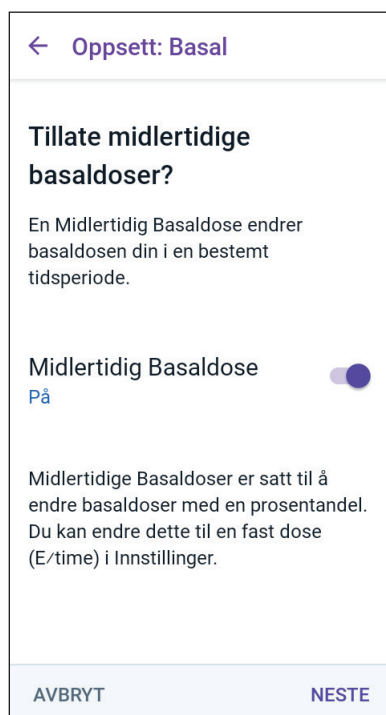 ← Oppsett: Basal
Tillate midlertidige
basaldoser?
En Midlertidig Basaldose endrer
basaldosen din i en bestemt
tidsperiode.
Midlertidig Basaldose
På
Midlertidige Basaldoser er satt til å
endre basaldoser med en prosentandel.
Du kan endre dette til en fast dose
(E/time) i Innstillinger.
AVBRYT NESTE